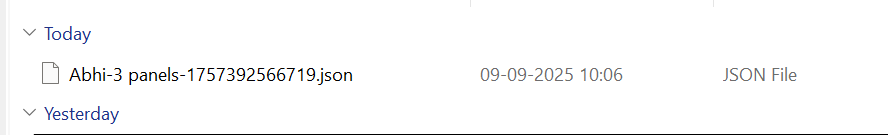 Today
Abhi-3 panels-1757392566719.json 09-09-2025 10:06 JSON File
Yesterday